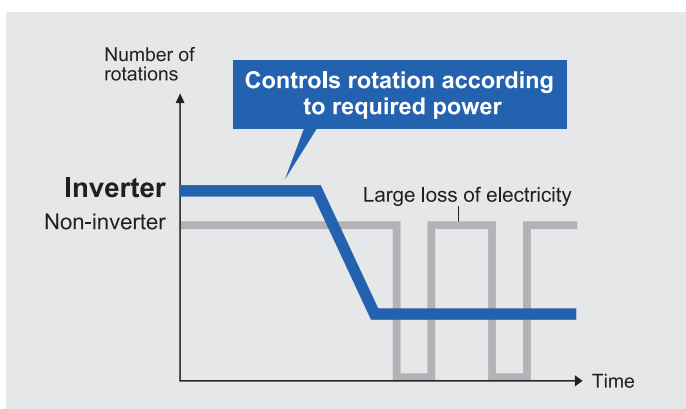 Number of
rotations
Controls rotation according
to required power
Inverter
Large loss of electricity
Non-inverter
Time